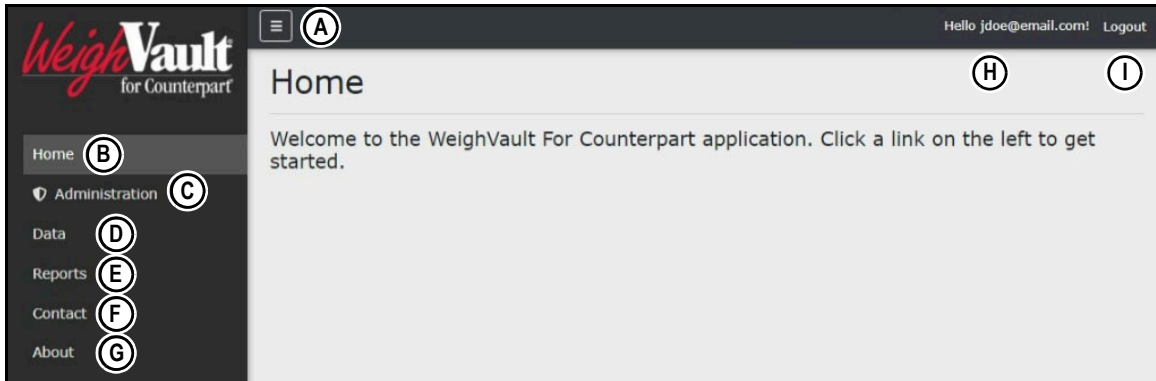 WeighVault
for Counterpart
≡ A
Hello jdoe@email.com! Logout
H I
Home
Welcome to the WeighVault For Counterpart application. Click a link on the left to get
started.
Home B
Administration C
Data D
Reports E
Contact F
About G